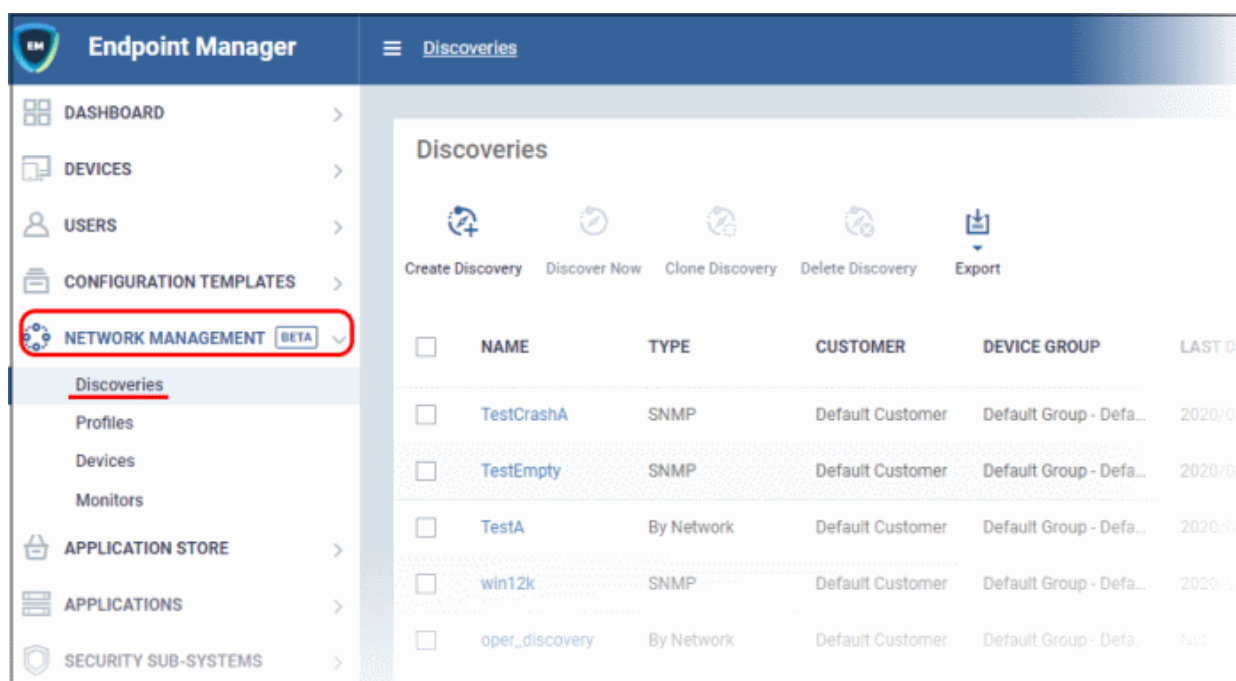 EM Endpoint Manager Discoveries
DASHBOARD
DEVICES
USERS
CONFIGURATION TEMPLATES
NETWORK MANAGEMENT BETA
Discoveries
Profiles
Devices
Monitors
APPLICATION STORE
APPLICATIONS
SECURITY SUB-SYSTEMS
Discoveries
Create Discovery Discover Now Clone Discovery Delete Discovery Export
NAME TYPE CUSTOMER DEVICE GROUP LAST
TestCrashA SNMP Default Customer Default Group - Defa...
TestEmpty SNMP Default Customer Default Group - Defa...
TestA By Network Default Customer Default Group - Defa...
win12k SNMP Default Customer Default Group - Defa...
oper_discovery By Network Default Customer Default Group - Defa.